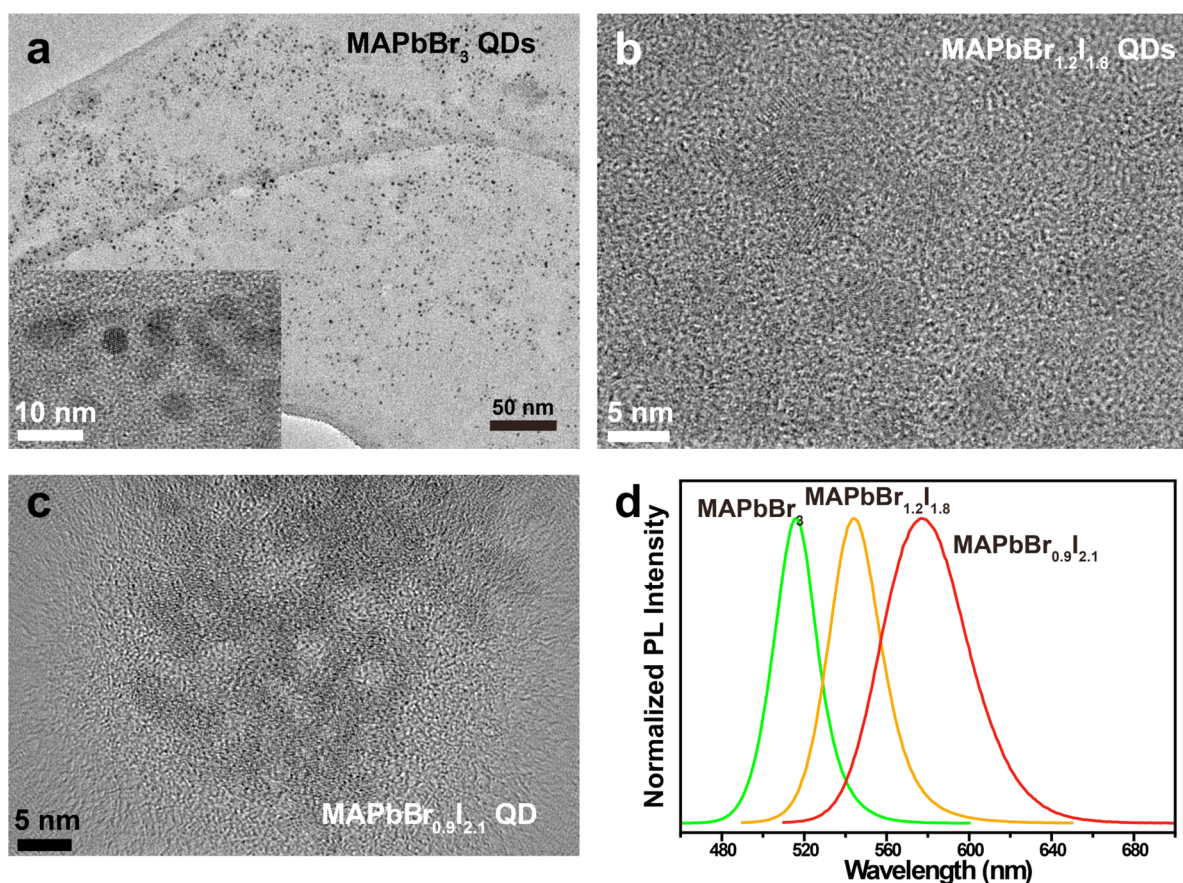 a
MAPbBr₃ QDs
10 nm
50 nm
b
MAPbBr₁.₂I₁.₈ QDs
5 nm
c
MAPbBr₀.₉I₂.₁ QD
5 nm
d
MAPbBr₃
MAPbBr₁.₂I₁.₈
MAPbBr₀.₉I₂.₁
Normalized PL Intensity
480 520 560 600 640 680
Wavelength (nm)